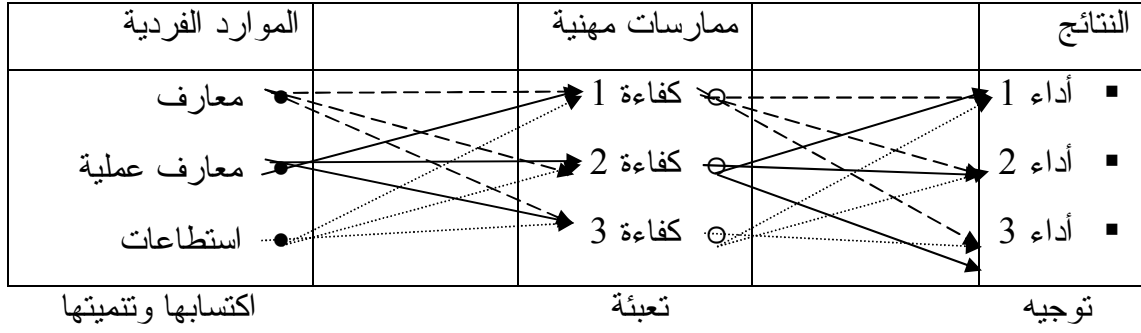 النتائج ممارسات مهنية الموارد الفردية
▪ أداء 1 كفاءة 1 معارف
▪ أداء 2 كفاءة 2 معارف عملية
▪ أداء 3 كفاءة 3 استطاعات
توجيه تعبئة اكتسابها وتنميتها